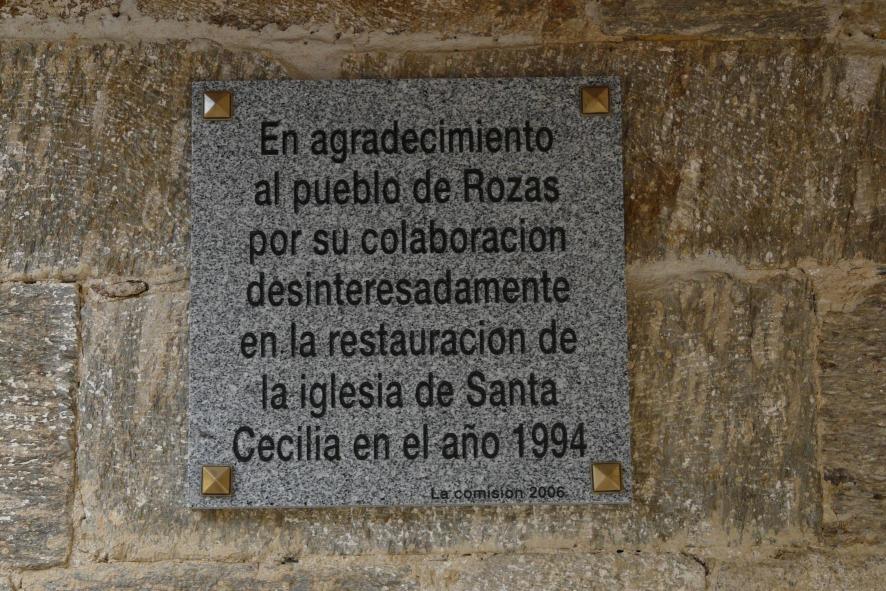 En agradecimiento
al pueblo de Rozas
por su colaboracion
desinteresadamente
en la restauracion de
la iglesia de Santa
Cecilia en el año 1994
La comision 2006